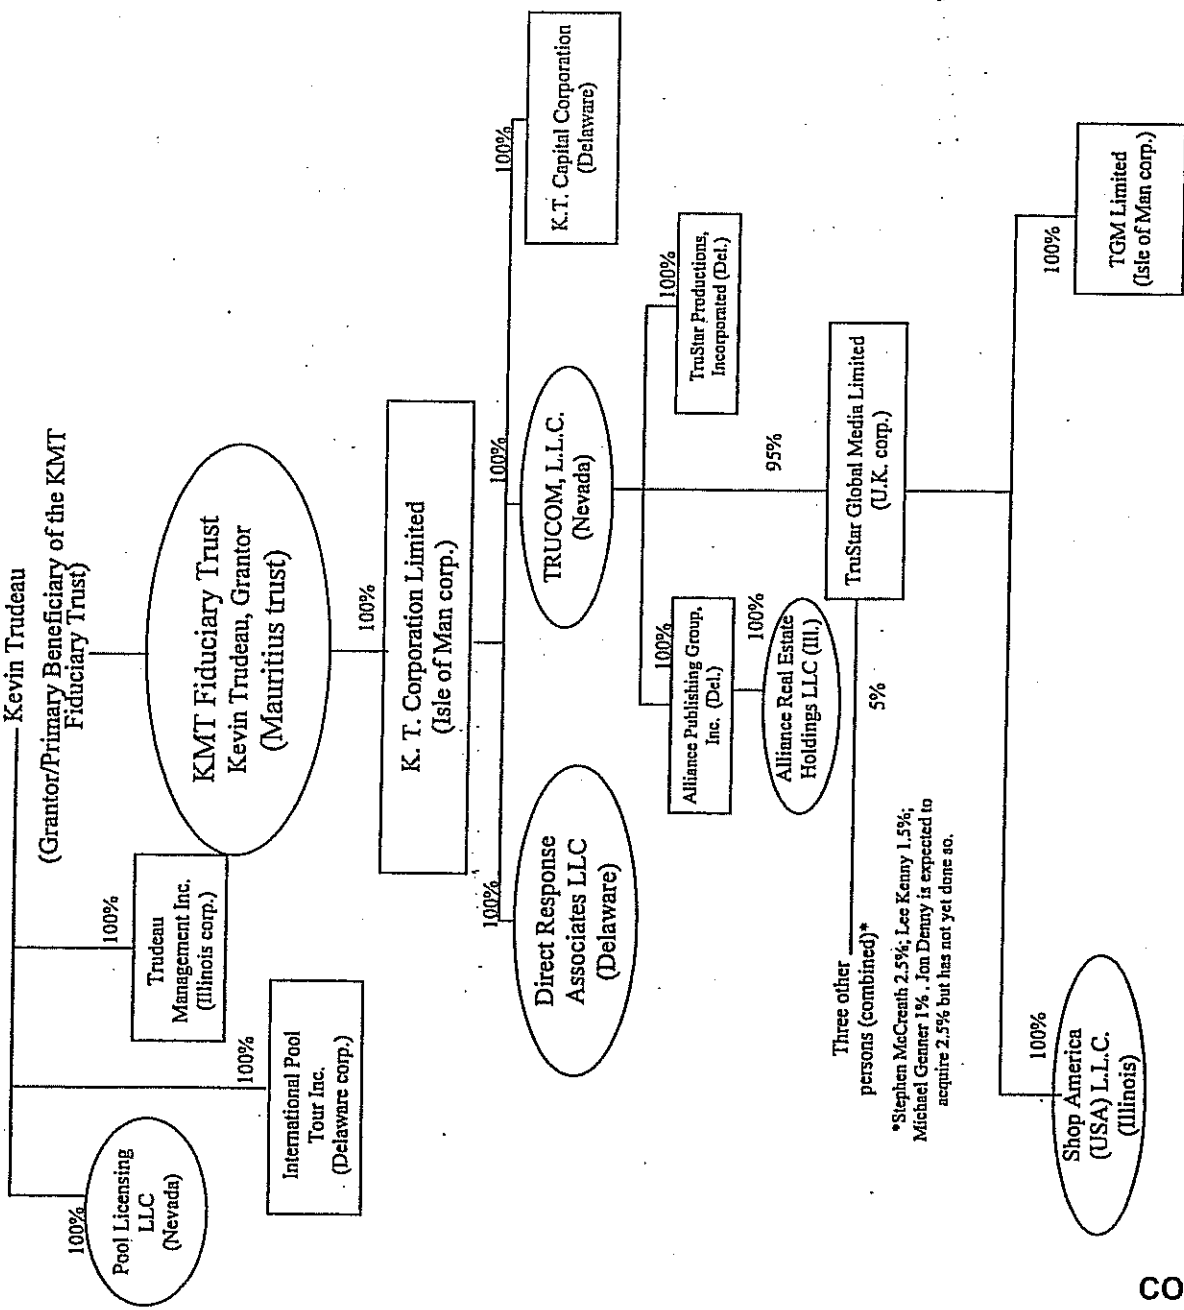 Kevin Trudeau
(Grantor/Primary Beneficiary of the KMT
Fiduciary Trust)
100%
Pool Licensing
LLC
(Nevada)
100%
International Pool
Tour Inc.
(Delaware corp.)
100%
Trudeau
Management Inc.
(Illinois corp.)
KMT Fiduciary Trust
Kevin Trudeau, Grantor
(Mauritius trust)
100%
K. T. Corporation Limited
(Isle of Man corp.)
100%
Direct Response
Associates LLC
(Delaware)
100%
TRUCOM, L.L.C.
(Nevada)
100%
K.T. Capital Corporation
(Delaware)
100%
Alliance Publishing Group,
Inc. (Del.)
100%
Alliance Real Estate
Holdings LLC (Ill.)
100%
TruStar Productions,
Incorporated (Del.)
95%
TruStar Global Media Limited
(U.K. corp.)
5%
Three other
persons (combined)*
*Stephen McCreath 2.5%; Lee Kenny 1.5%;
Michael Genner 1% . Jon Denny is expected to
acquire 2.5% but has not yet done so.
100%
Shop America
(USA) L.L.C.
(Illinois)
100%
TGM Limited
(Isle of Man corp.)
CO